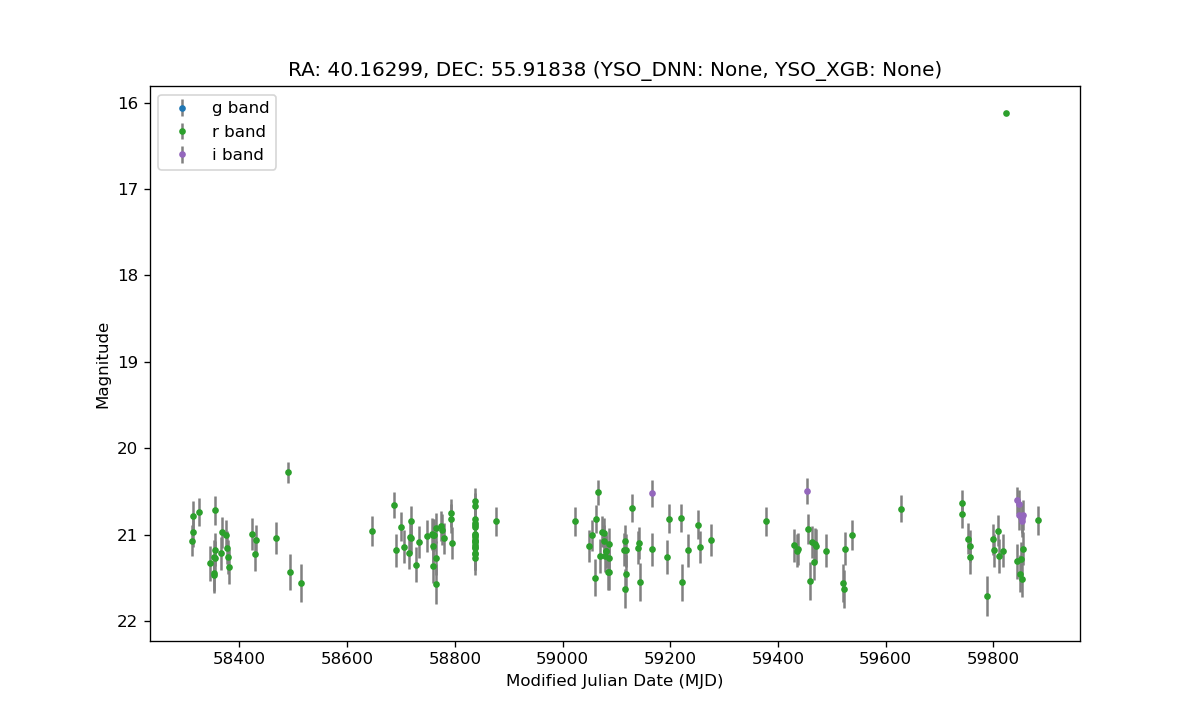 RA: 40.16299, DEC: 55.91838 (YSO_DNN: None, YSO_XGB: None)
g band
r band
i band
Magnitude
16
17
18
19
20
21
22
58400 58600 58800 59000 59200 59400 59600 59800
Modified Julian Date (MJD)